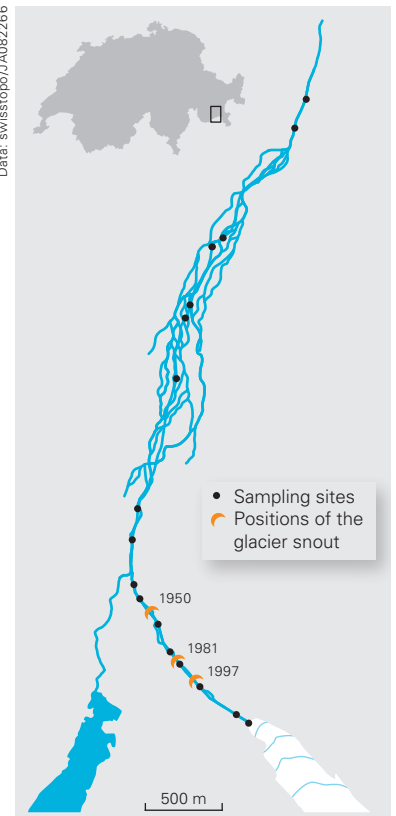 Data: swisstopo/JA082266
Sampling sites
Positions of the
glacier snout
1950
1981
1997
500 m